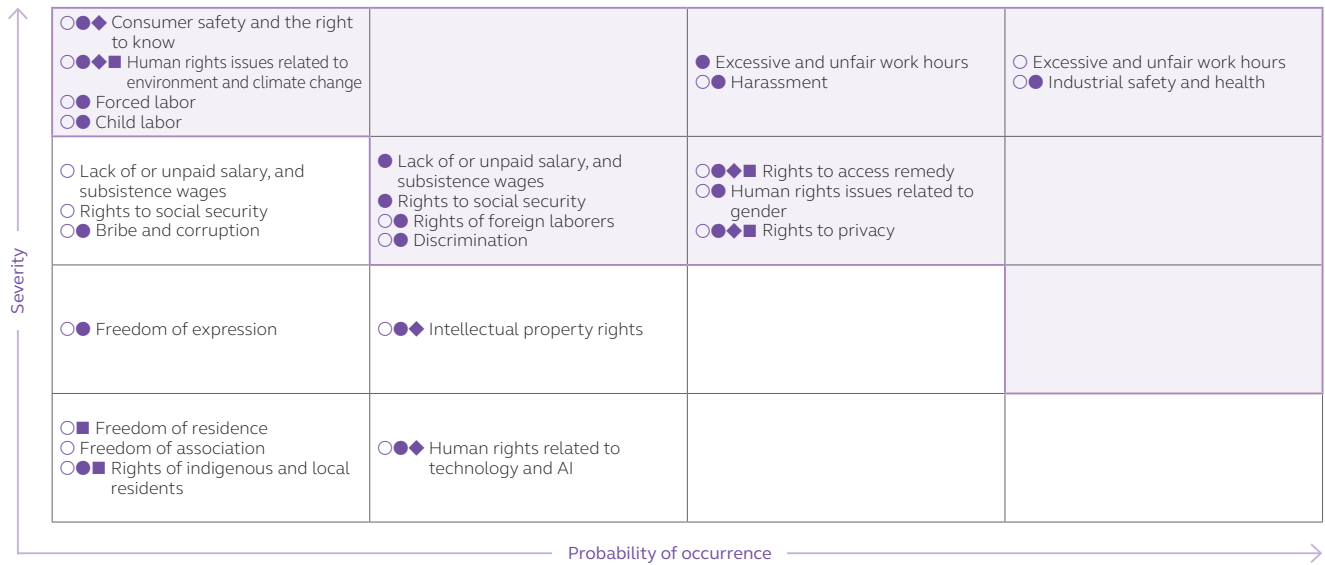 ○●◆ Consumer safety and the right
to know
○●◆■ Human rights issues related to
environment and climate change
○● Forced labor
○● Child labor
● Excessive and unfair work hours
○● Harassment
○ Excessive and unfair work hours
○● Industrial safety and health
○ Lack of or unpaid salary, and
subsistence wages
○ Rights to social security
○● Bribe and corruption
● Lack of or unpaid salary, and
subsistence wages
● Rights to social security
○● Rights of foreign laborers
○● Discrimination
○●◆■ Rights to access remedy
○● Human rights issues related to
gender
○●◆■ Rights to privacy
Severity
○● Freedom of expression
○●◆ Intellectual property rights
○■ Freedom of residence
○ Freedom of association
○●■ Rights of indigenous and local
residents
○●◆ Human rights related to
technology and AI
Probability of occurrence